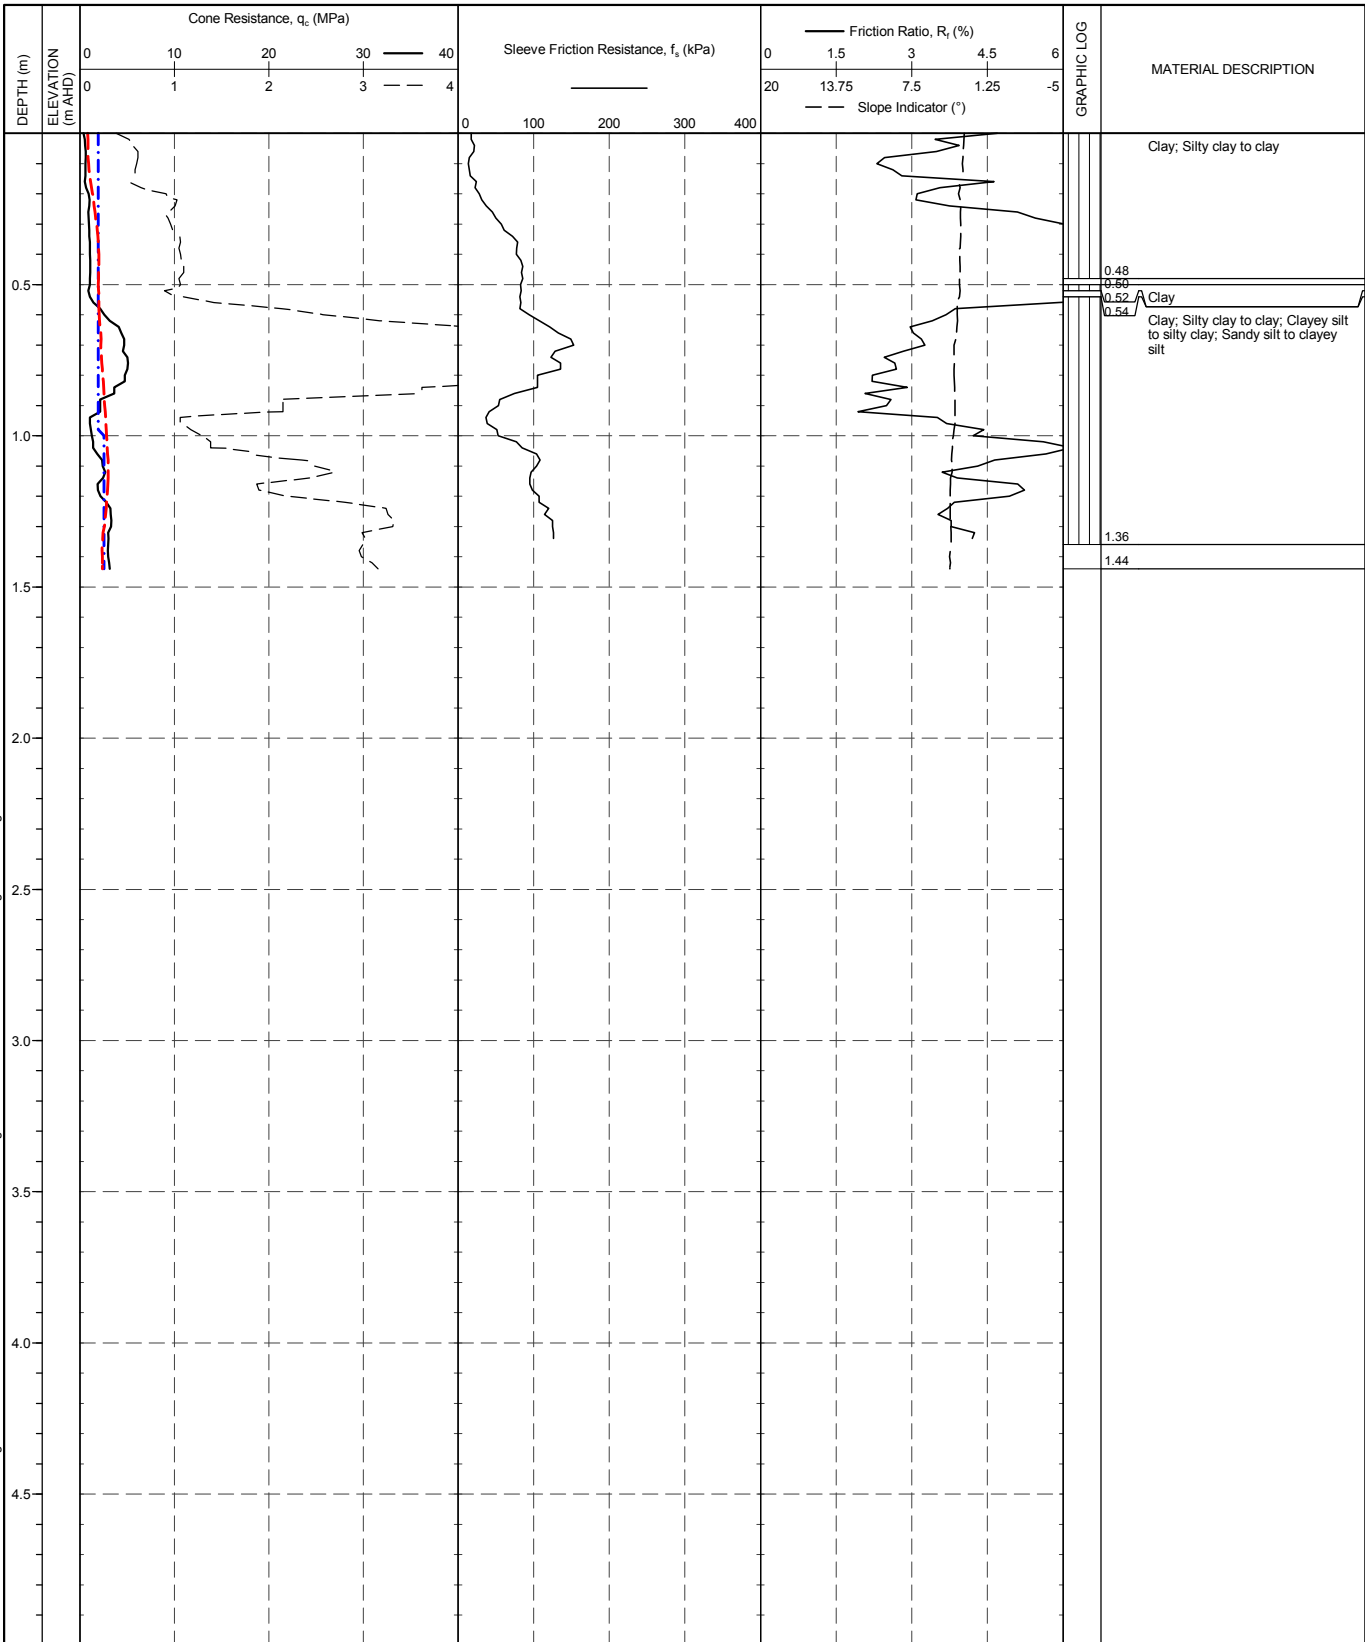 Cone Resistance, qc (MPa)
0 10 20 30 40
0 1 2 3 4
Sleeve Friction Resistance, fs (kPa)
0 100 200 300 400
Friction Ratio, Rf (%)
0 1.5 3 4.5 6
20 13.75 7.5 1.25 -5
Slope Indicator (°)
DEPTH (m)
ELEVATION
(m AHD)
GRAPHIC LOG
MATERIAL DESCRIPTION
Clay; Silty clay to clay
0.48
0.50
0.52
Clay
0.54
Clay; Silty clay to clay; Clayey silt
to silty clay; Sandy silt to clayey
silt
1.36
1.44
0.5
1.0
1.5
2.0
2.5
3.0
3.5
4.0
4.5